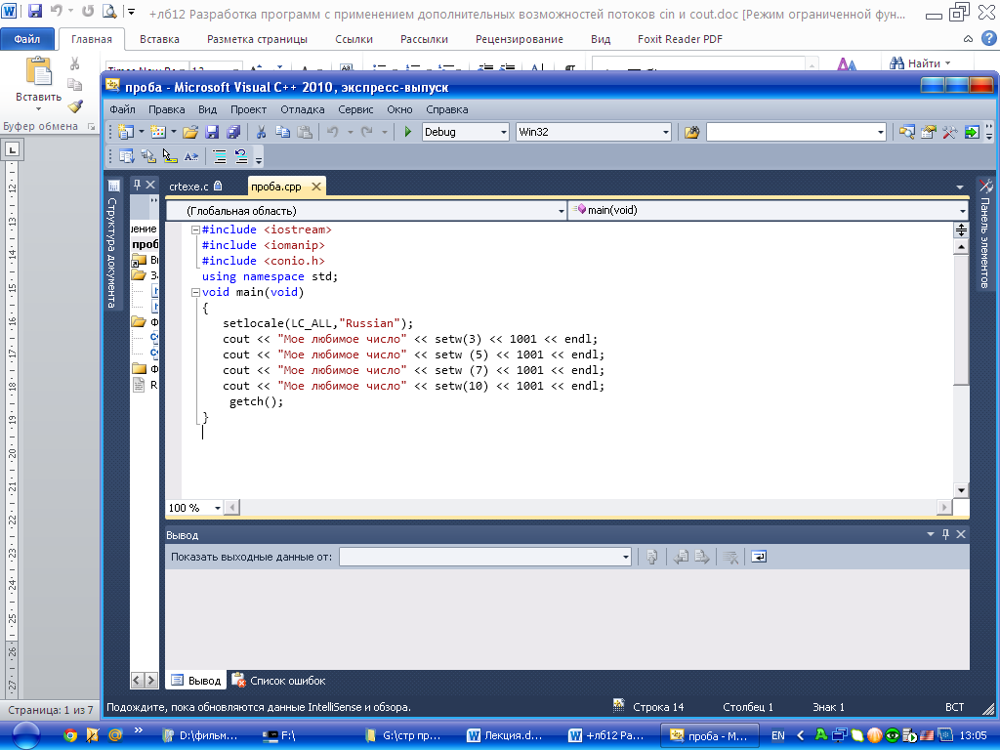 +лб12 Разработка программ с применением дополнительных возможностей потоков cin и cout.doc [Режим ограниченной фун...
Файл Главная Вставка Разметка страницы Ссылки Рассылки Рецензирование Вид Foxit Reader PDF
Вставить
Найти
Буфер обмена
проба - Microsoft Visual C++ 2010, экспресс-выпуск
Файл Правка Вид Проект Отладка Сервис Окно Справка
Debug Win32
crtexe.c проба.cpp
(Глобальная область) main(void)
Структура документа
Панель элементов
проб
#include <iostream>
#include <iomanip>
#include <conio.h>
using namespace std;
void main(void)
{
setlocale(LC_ALL,"Russian");
cout << "Мое любимое число" << setw(3) << 1001 << endl;
cout << "Мое любимое число" << setw (5) << 1001 << endl;
cout << "Мое любимое число" << setw (7) << 1001 << endl;
cout << "Мое любимое число" << setw(10) << 1001 << endl;
getch();
}
100 %
Вывод
Показать выходные данные от:
Вывод Список ошибок
Подождите, пока обновляются данные IntelliSense и обзора. Строка 14 Столбец 1 Знак 1 ВСТ
Страница: 1 из 7
D:\фильм... F:\ G:\стр пр... Лекция.d... +лб12 Ра... проба - M... EN 13:05